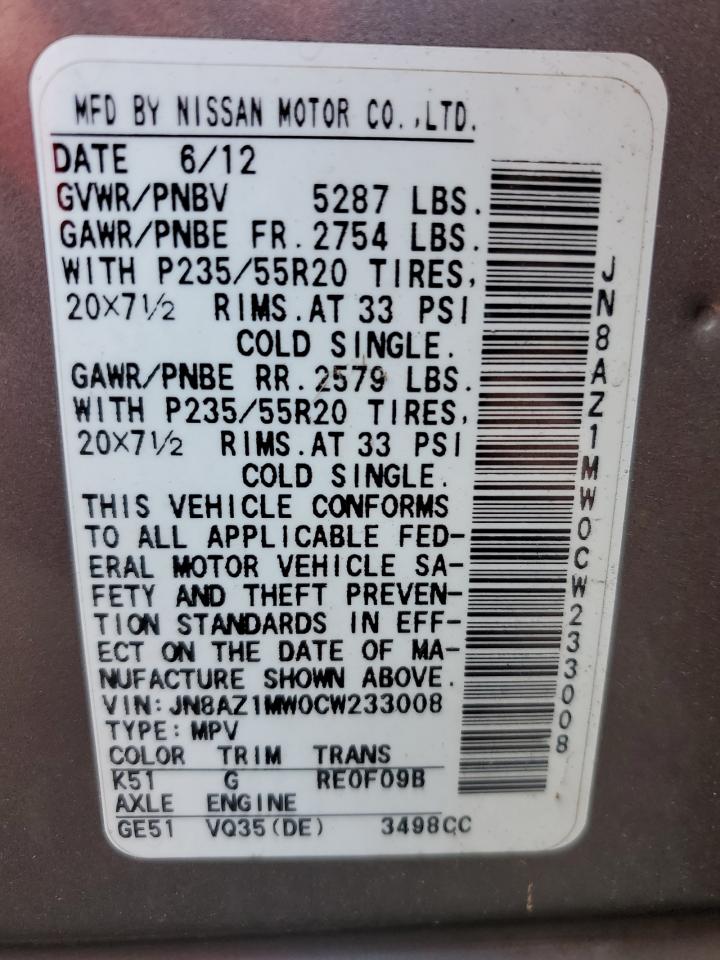 MFD BY NISSAN MOTOR CO.,LTD.
DATE 6/12
GVWR/PNBV 5287 LBS.
GAWR/PNBE FR. 2754 LBS.
WITH P235/55R20 TIRES,
20×7 1/2 RIMS.AT 33 PSI
COLD SINGLE.
GAWR/PNBE RR. 2579 LBS.
WITH P235/55R20 TIRES,
20×7 1/2 RIMS.AT 33 PSI
COLD SINGLE.
THIS VEHICLE CONFORMS
TO ALL APPLICABLE FED-
ERAL MOTOR VEHICLE SA-
FETY AND THEFT PREVEN-
TION STANDARDS IN EFF-
ECT ON THE DATE OF MA-
NUFACTURE SHOWN ABOVE.
VIN: JN8AZ1MW0CW233008
TYPE: MPV
COLOR TRIM TRANS
K51 G RE0F09B
AXLE ENGINE
GE51 VQ35(DE) 3498CC
JN8AZ1MW0CW233008